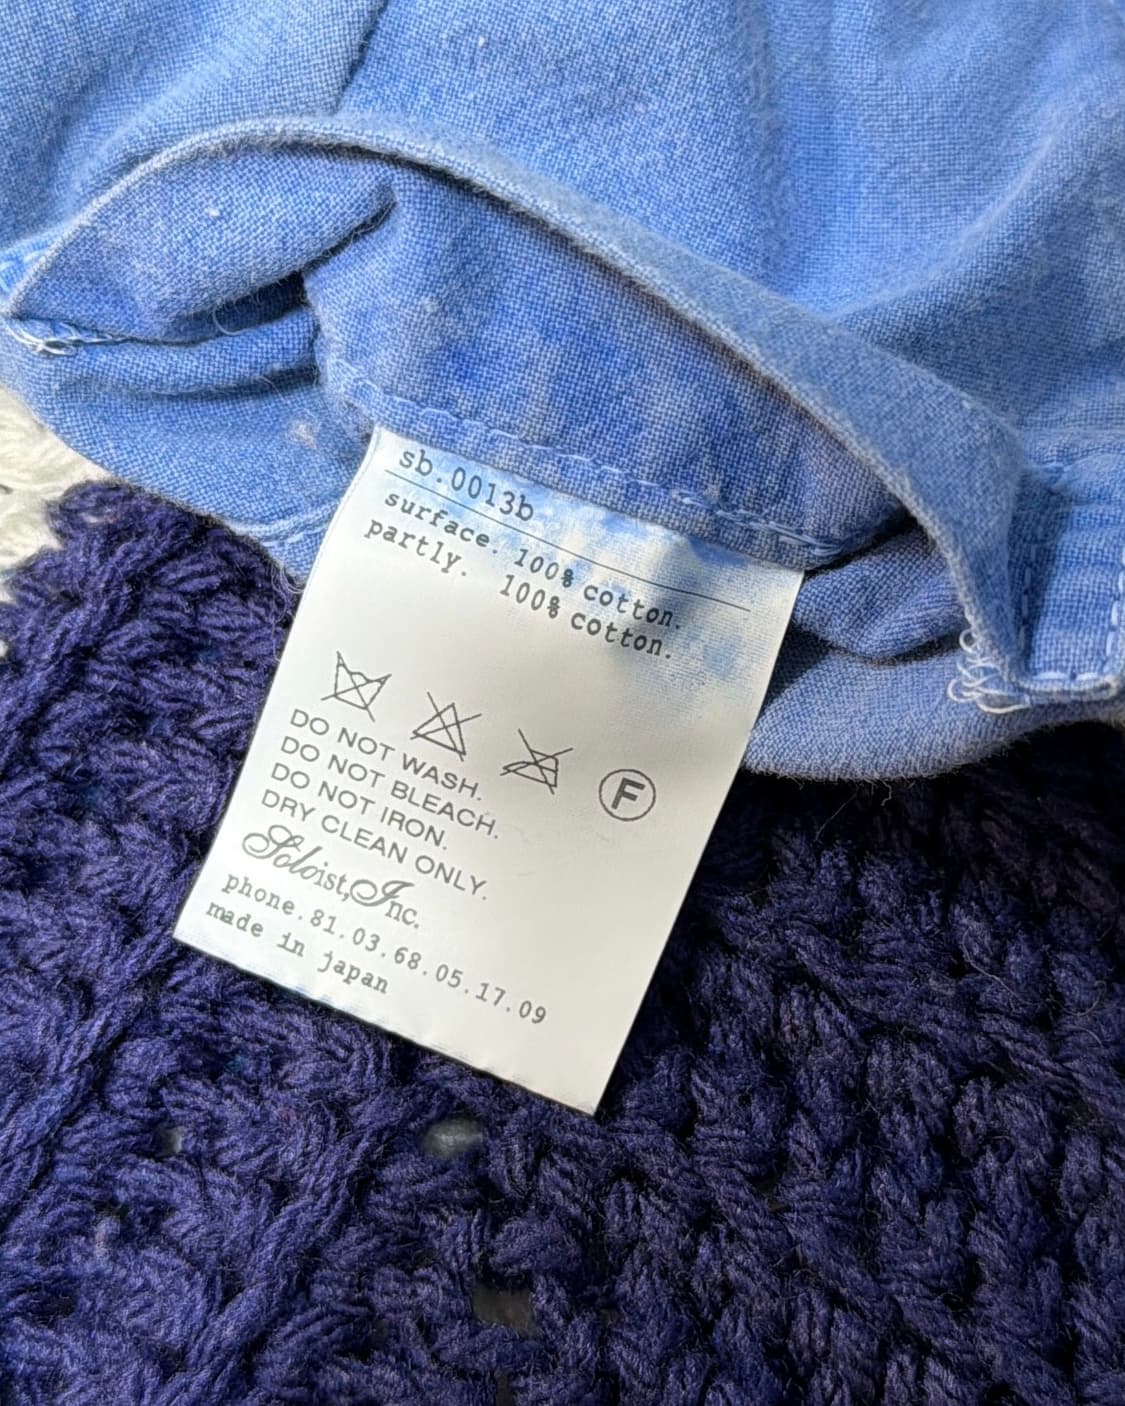 sb.0013b
surface. 100% cotton.
partly. 100% cotton.
F
DO NOT WASH.
DO NOT BLEACH.
DO NOT IRON.
DRY CLEAN ONLY.
Soloist,Inc.
phone.81.03.68.05.17.09
made in japan